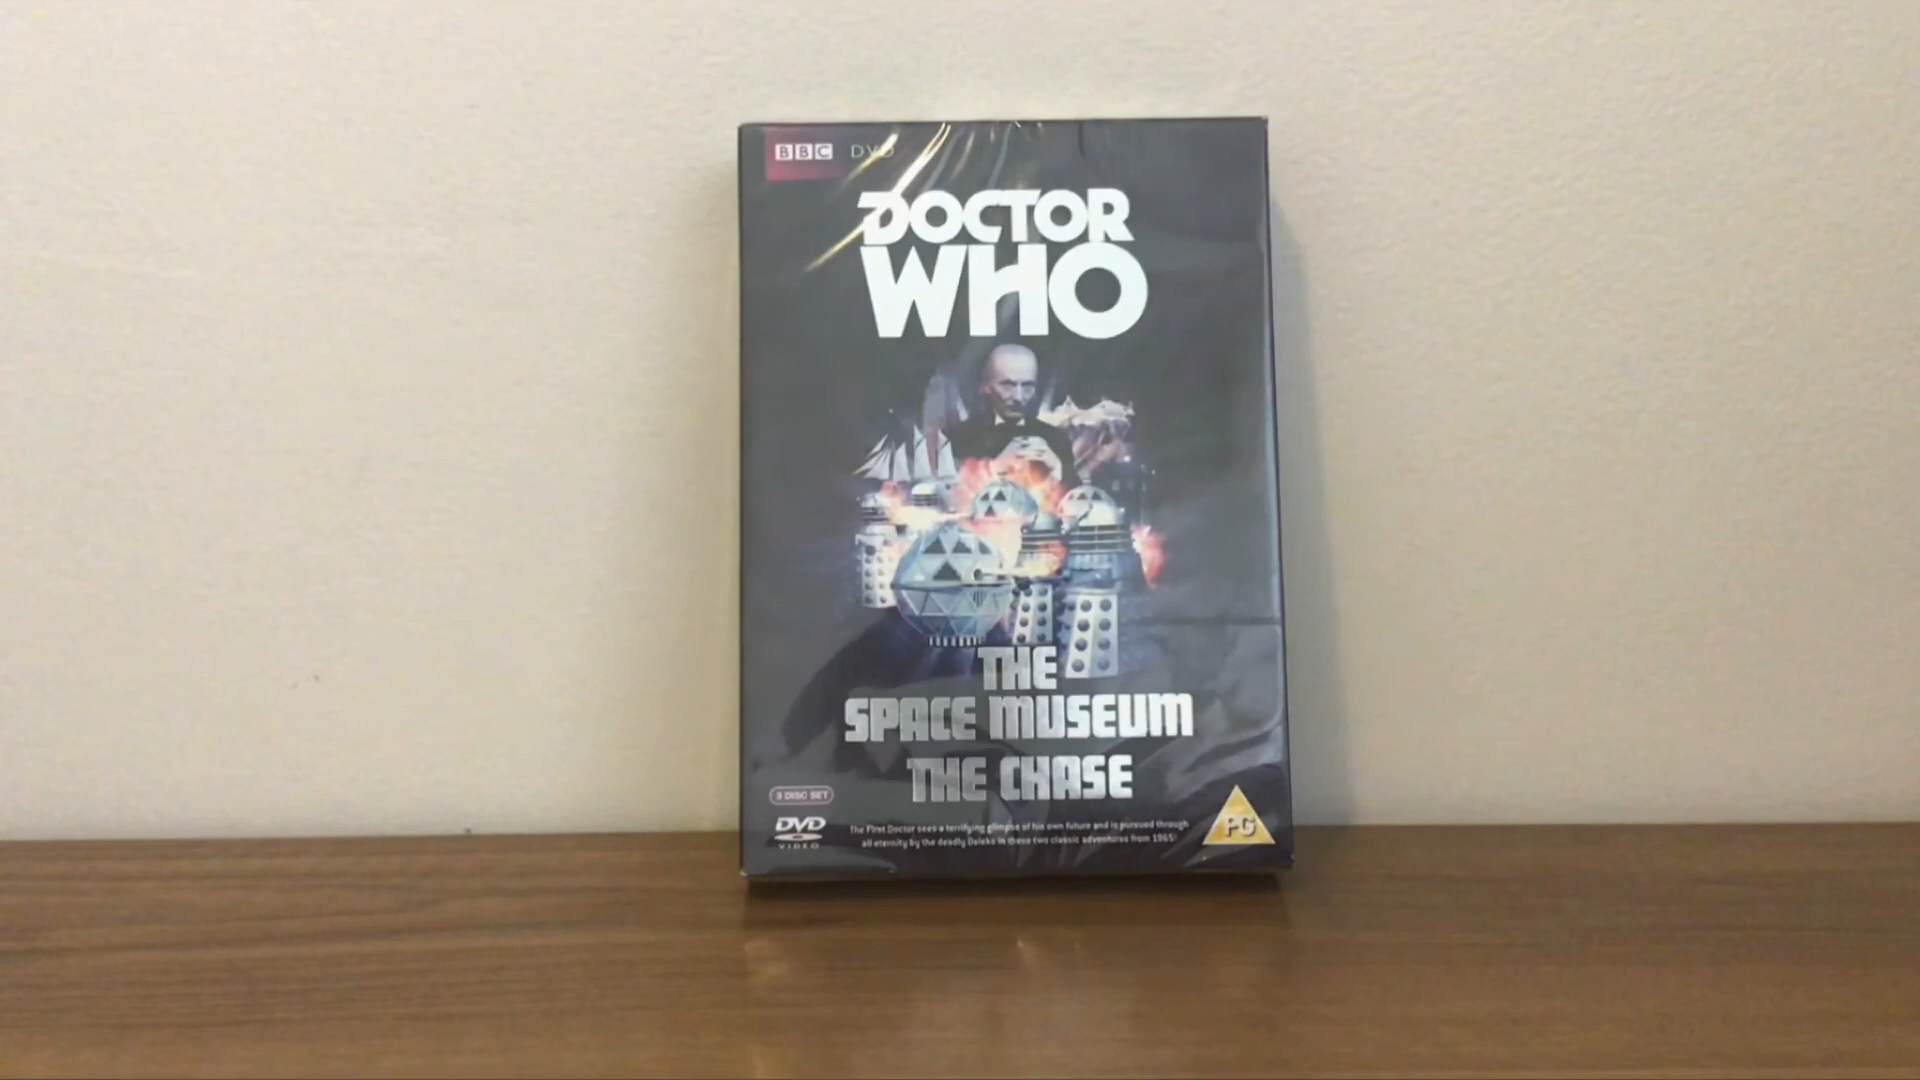 BBC DVD
DOCTOR
WHO
THE
SPACE MUSEUM
THE CHASE
3 DISC SET
DVD
VIDEO
The First Doctor sees a terrifying glimpse of his own future and is pursued through
all eternity by the deadly Daleks in these two classic adventures from 1965!
PG